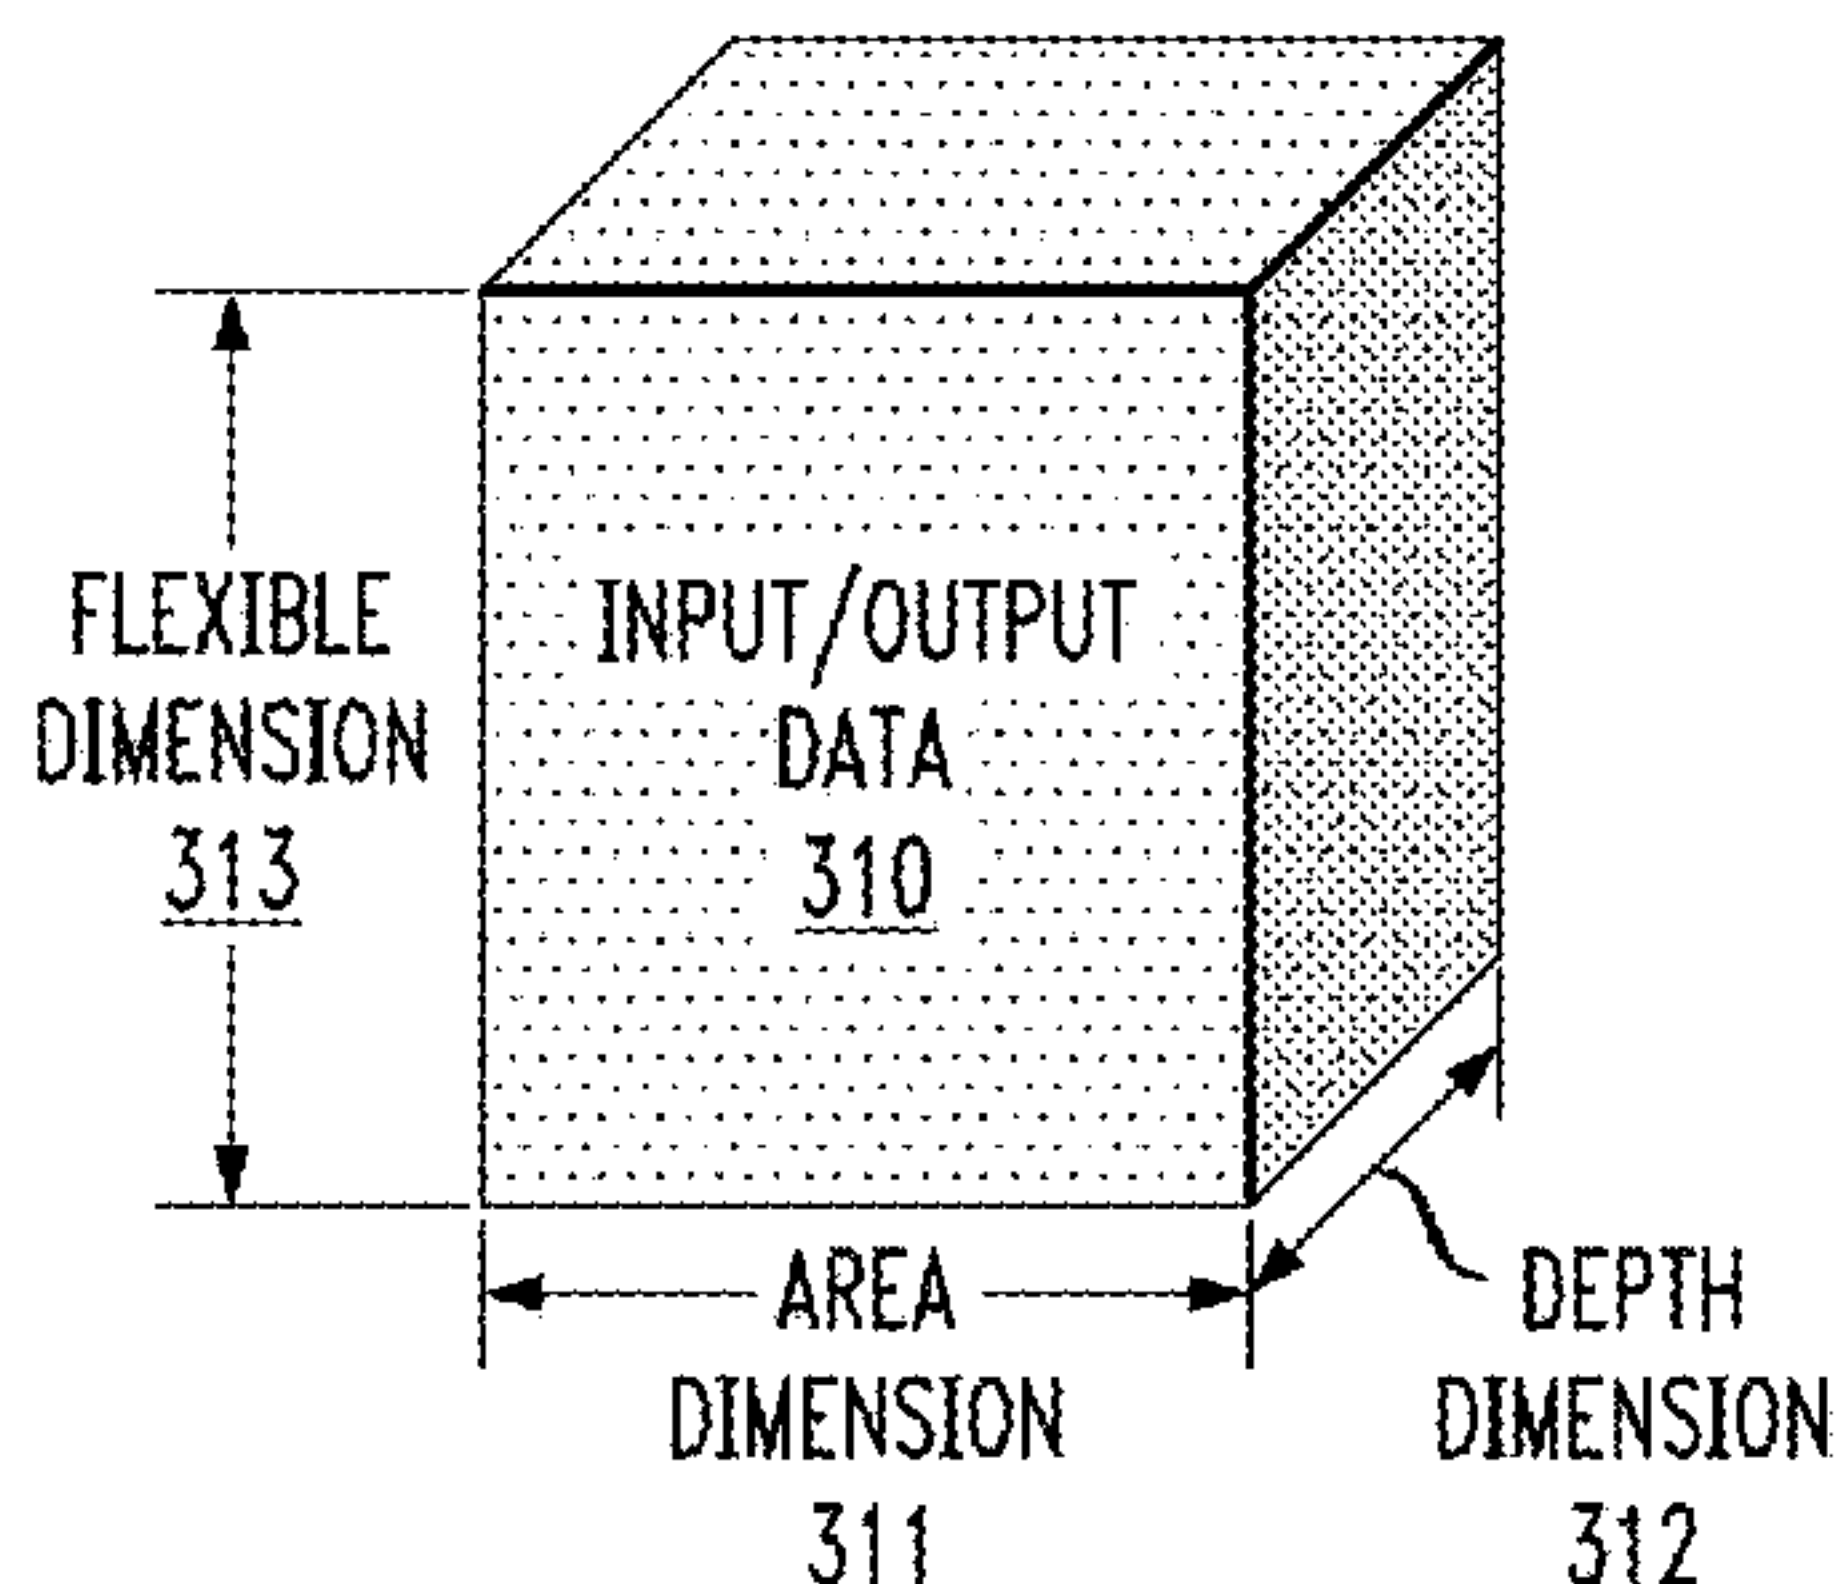 FLEXIBLE
DIMENSION
313
INPUT/OUTPUT
DATA
310
AREA
DIMENSION
311
DEPTH
DIMENSION
312